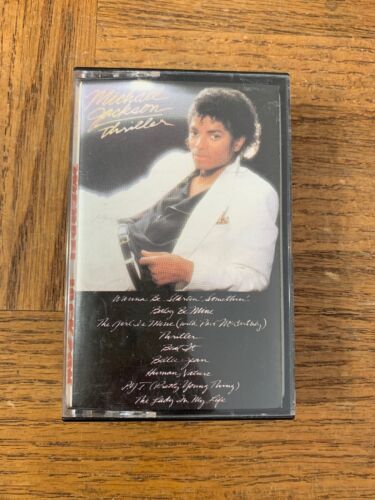 Michael
Jackson
Thriller
Wanna Be Startin' Somethin'
Baby Be Mine
The Girl Is Mine (with Paul McCartney)
Thriller
Beat It
Billie Jean
Human Nature
P.Y.T. (Pretty Young Thing)
The Lady In My Life